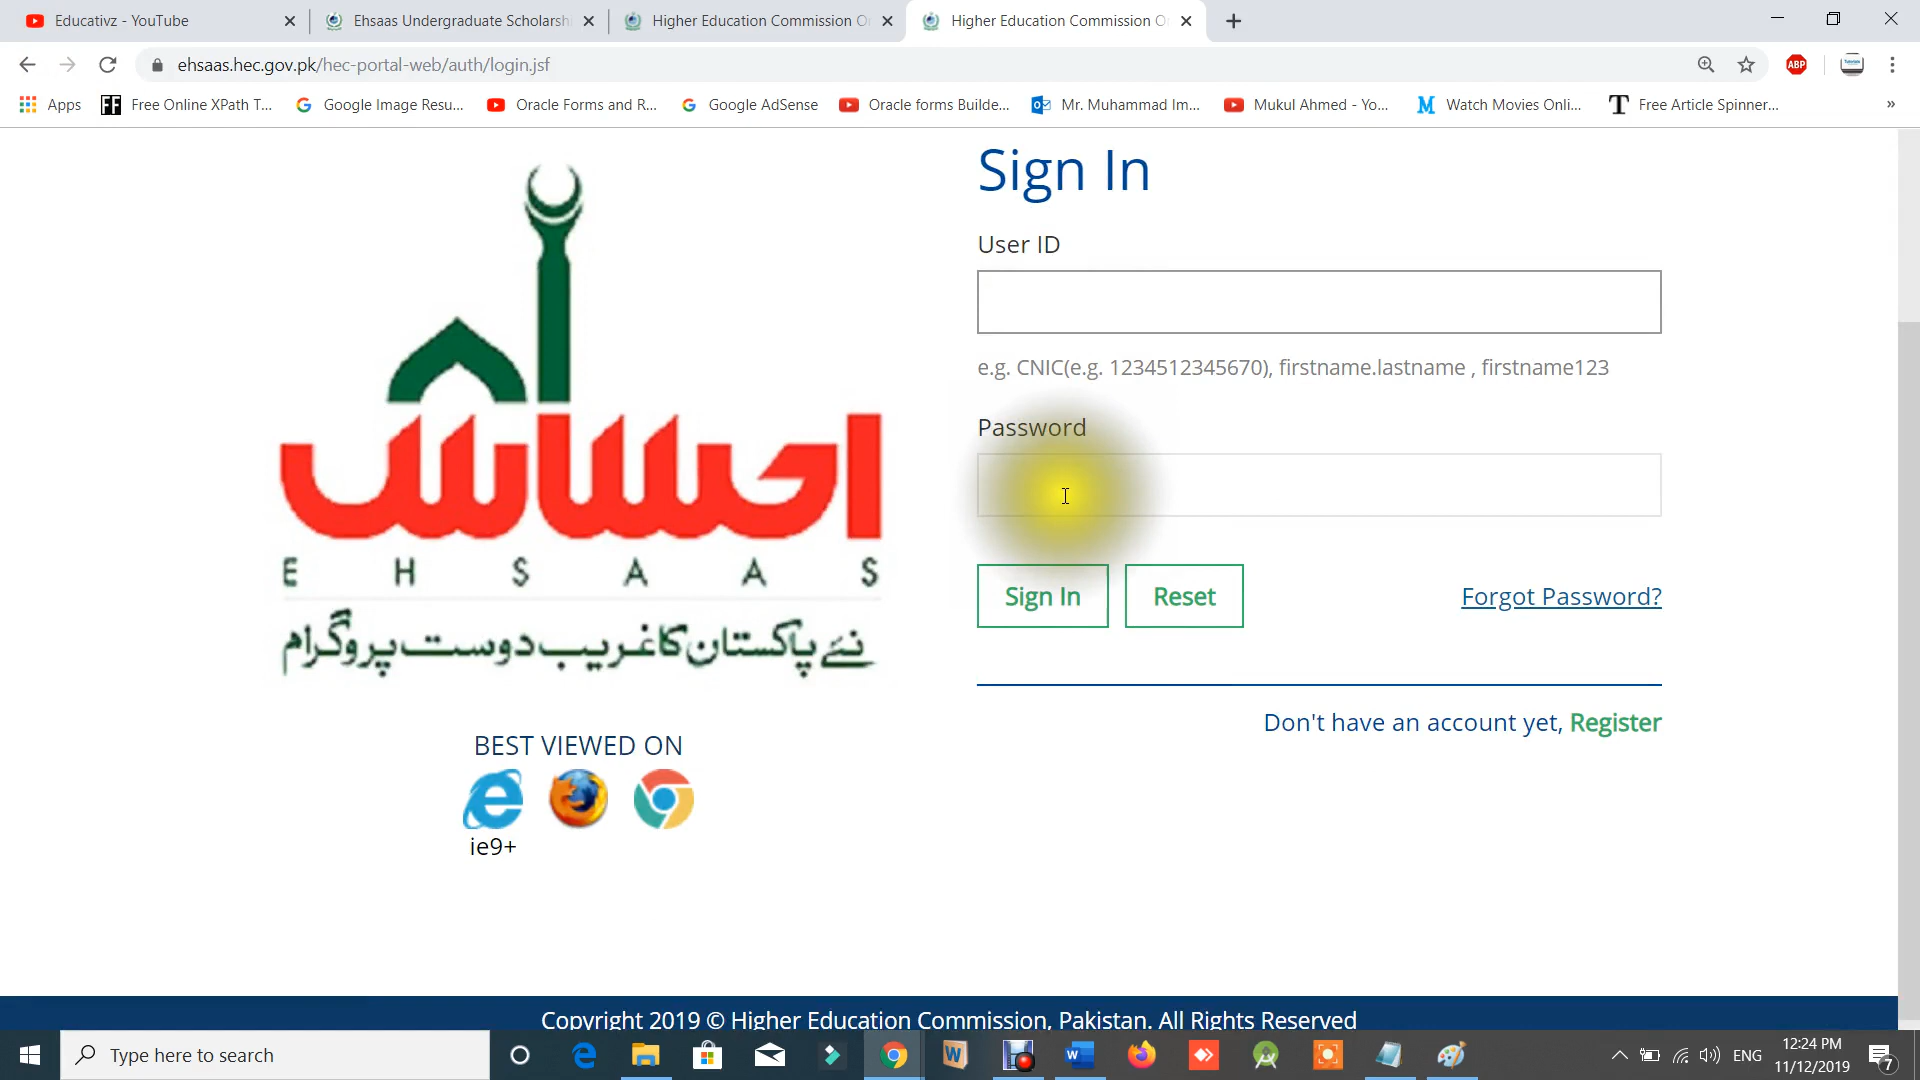 Educativz - YouTube
Ehsaas Undergraduate Scholarsh
Higher Education Commission O
Higher Education Commission O
ehsaas.hec.gov.pk/hec-portal-web/auth/login.jsf
ABP
Apps
FF Free Online XPath T...
Google Image Resu...
Oracle Forms and R...
Google AdSense
Oracle forms Builde...
Mr. Muhammad Im...
Mukul Ahmed - Yo...
M Watch Movies Onli...
T Free Article Spinner...
»
احساس
E H S A A S
نئے پاکستان کا غریب دوست پروگرام
BEST VIEWED ON
ie9+
Sign In
User ID
e.g. CNIC(e.g. 1234512345670), firstname.lastname , firstname123
Password
Sign In
Reset
Forgot Password?
Don't have an account yet, Register
Copyright 2019 © Higher Education Commission, Pakistan. All Rights Reserved
Type here to search
ENG
12:24 PM
11/12/2019
7